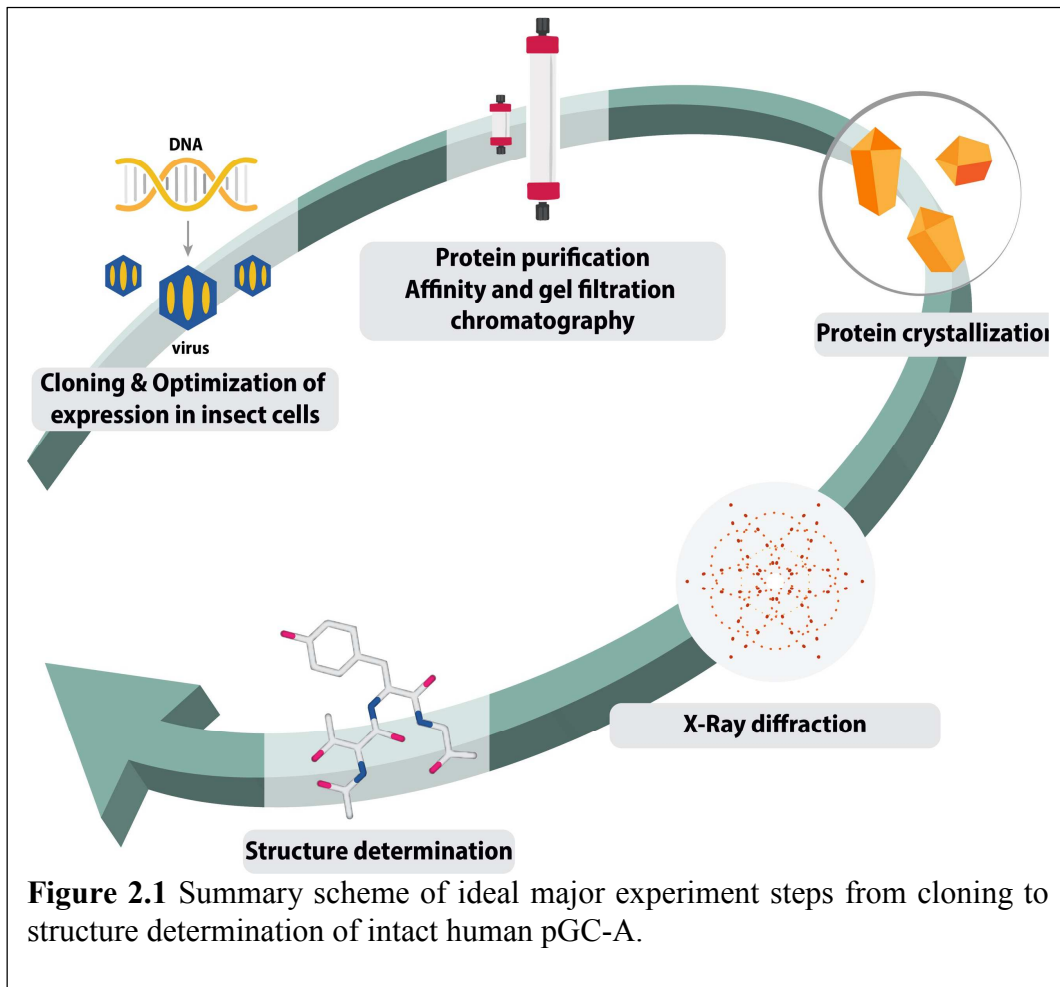 DNA
virus
Cloning & Optimization of
expression in insect cells
Protein purification
Affinity and gel filtration
chromatography
Protein crystallization
X-Ray diffraction
Structure determination
Figure 2.1 Summary scheme of ideal major experiment steps from cloning to
structure determination of intact human pGC-A.